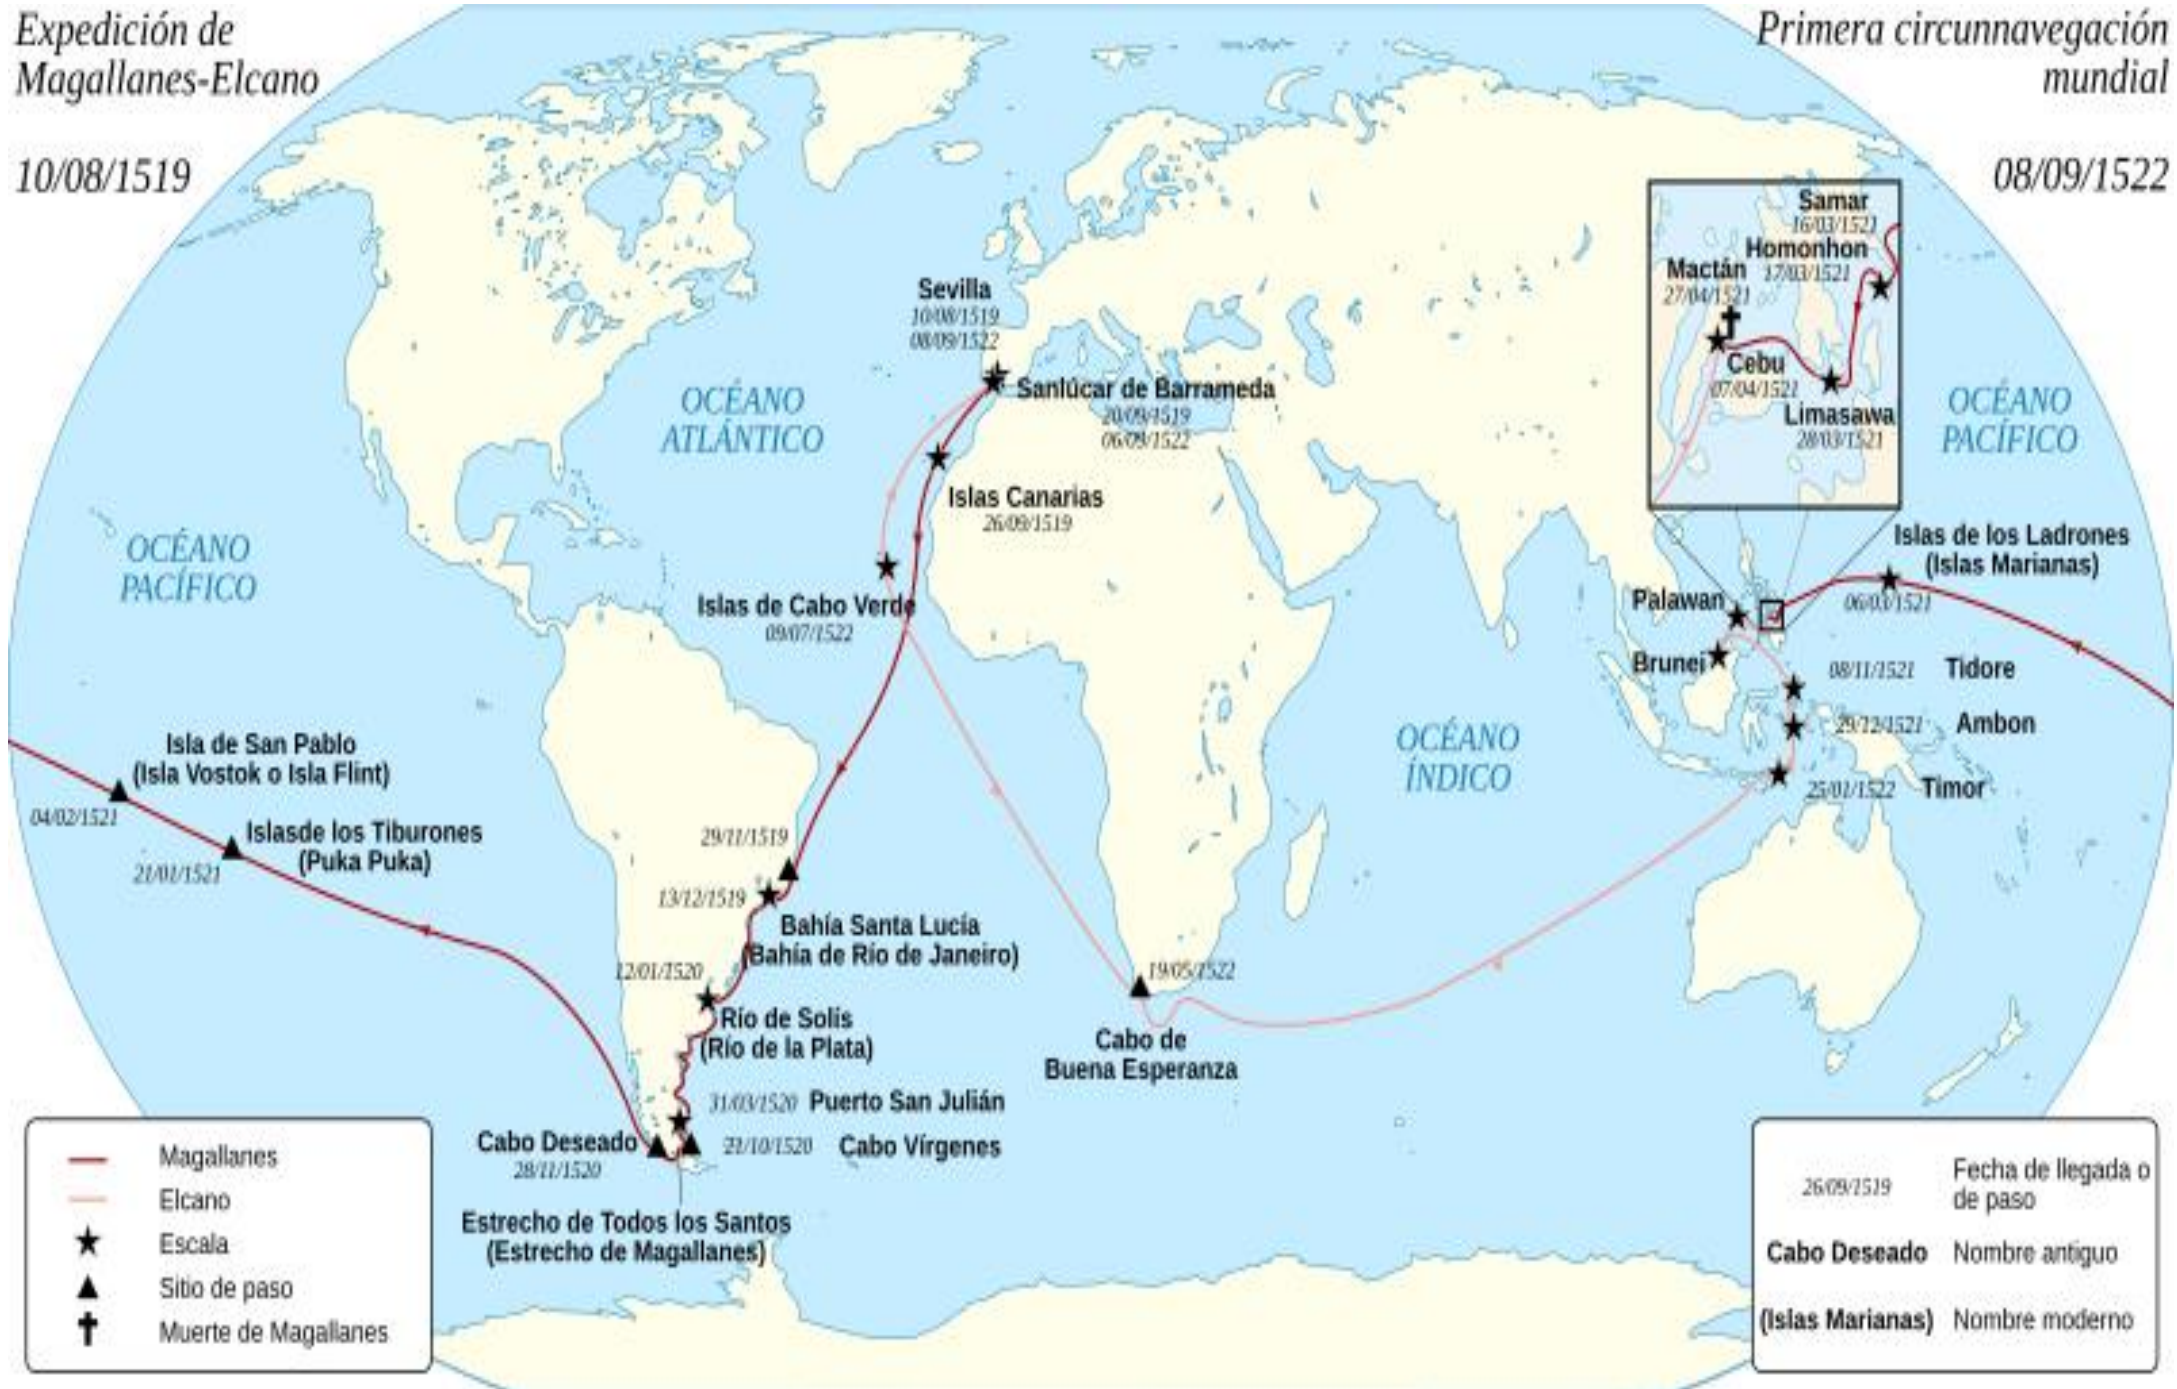 Expedición de
Magallanes-Elcano
10/08/1519
Primera circunnavegación
mundial
08/09/1522
Samar
16/03/1521
Homonhon
17/03/1521
Mactán
27/04/1521
Cebu
07/04/1521
Limasawa
28/03/1521
Sevilla
10/08/1519
08/09/1522
Sanlúcar de Barrameda
20/09/1519
06/09/1522
OCÉANO
ATLÁNTICO
OCÉANO
PACÍFICO
Islas Canarias
26/09/1519
OCÉANO
PACÍFICO
Islas de los Ladrones
(Islas Marianas)
06/03/1521
Islas de Cabo Verde
09/07/1522
Palawan
Brunei
08/11/1521 Tidore
29/12/1521 Ambon
25/01/1522 Timor
OCÉANO
ÍNDICO
Isla de San Pablo
(Isla Vostok o Isla Flint)
04/02/1521
Islasde los Tiburones
(Puka Puka)
21/01/1521
29/11/1519
13/12/1519
Bahía Santa Lucía
(Bahía de Río de Janeiro)
12/01/1520
Río de Solís
(Río de la Plata)
19/05/1522
Cabo de
Buena Esperanza
31/03/1520 Puerto San Julián
21/10/1520 Cabo Vírgenes
Cabo Deseado
28/11/1520
Estrecho de Todos los Santos
(Estrecho de Magallanes)
Magallanes
Elcano
Escala
Sitio de paso
Muerte de Magallanes
26/09/1519 Fecha de llegada o
de paso
Cabo Deseado Nombre antiguo
(Islas Marianas) Nombre moderno